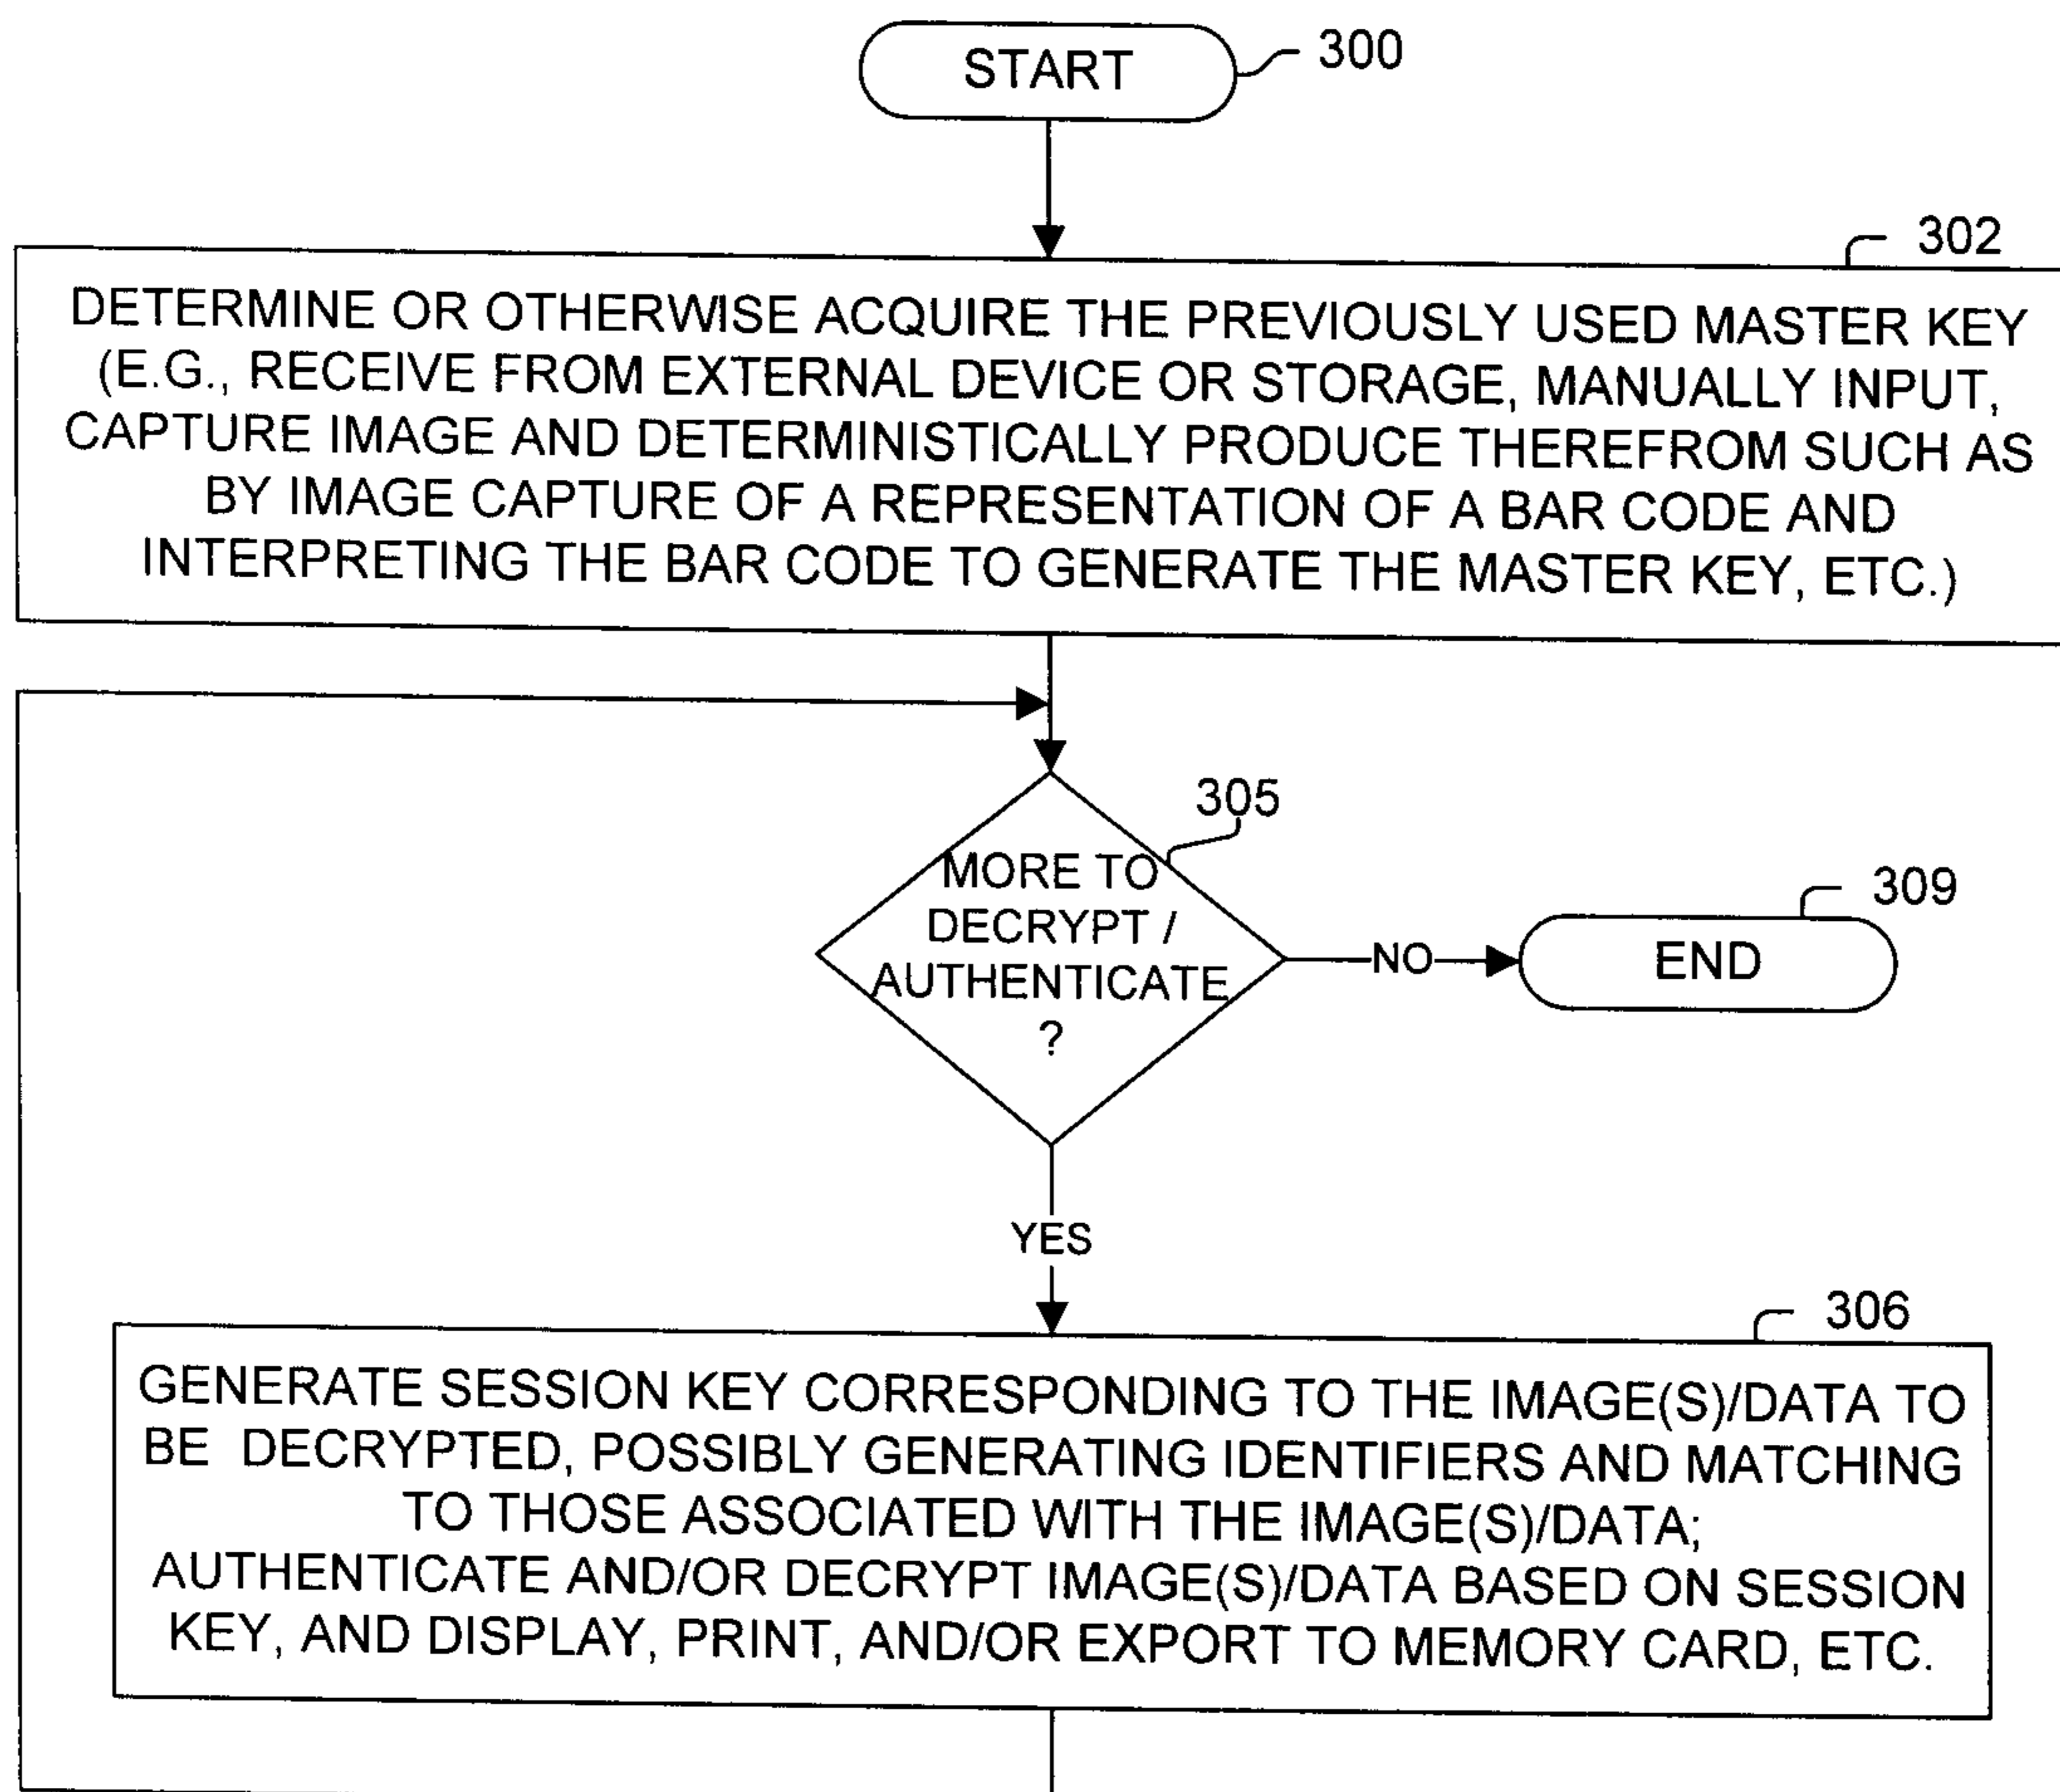 START
300
302
DETERMINE OR OTHERWISE ACQUIRE THE PREVIOUSLY USED MASTER KEY
(E.G., RECEIVE FROM EXTERNAL DEVICE OR STORAGE, MANUALLY INPUT,
CAPTURE IMAGE AND DETERMINISTICALLY PRODUCE THEREFROM SUCH AS
BY IMAGE CAPTURE OF A REPRESENTATION OF A BAR CODE AND
INTERPRETING THE BAR CODE TO GENERATE THE MASTER KEY, ETC.)
305
MORE TO
DECRYPT /
AUTHENTICATE
?
NO
309
END
YES
306
GENERATE SESSION KEY CORRESPONDING TO THE IMAGE(S)/DATA TO
BE DECRYPTED, POSSIBLY GENERATING IDENTIFIERS AND MATCHING
TO THOSE ASSOCIATED WITH THE IMAGE(S)/DATA;
AUTHENTICATE AND/OR DECRYPT IMAGE(S)/DATA BASED ON SESSION
KEY, AND DISPLAY, PRINT, AND/OR EXPORT TO MEMORY CARD, ETC.